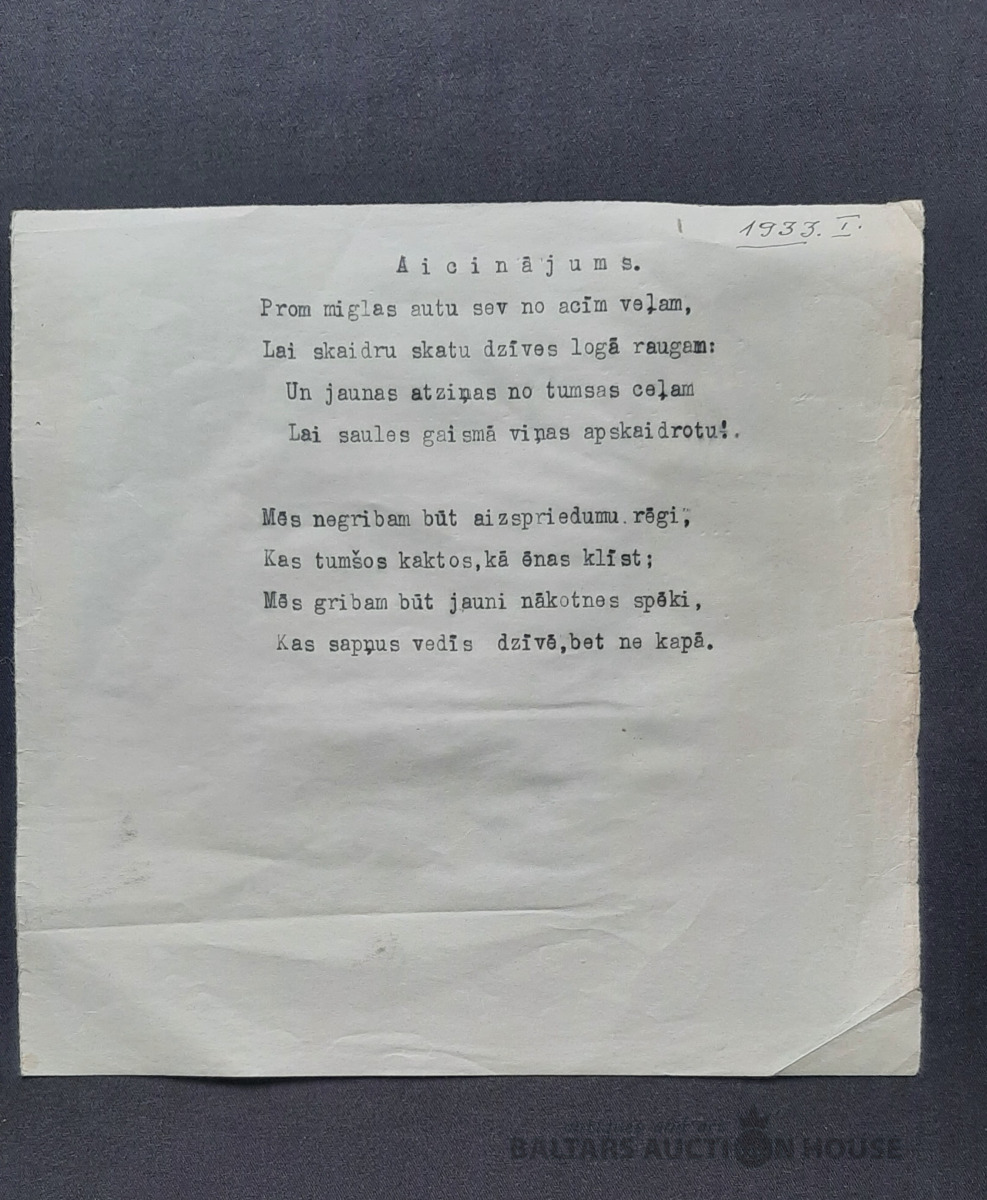 1933. I.
Aicinājums.
Prom miglas autu sev no acīm veļam,
Lai skaidru skatu dzīves logā raugam:
Un jaunas atziņas no tumsas ceļam
Lai saules gaismā viņas apskaidrotu!.
Mēs negribam būt aizspriedumu.rēgi,
Kas tumšos kaktos,kā ēnas klīst;
Mēs gribam būt jauni nākotnes spēki,
Kas sapņus vedīs dzīvē,bet ne kapā.
BALTARS AUCTION HOUSE